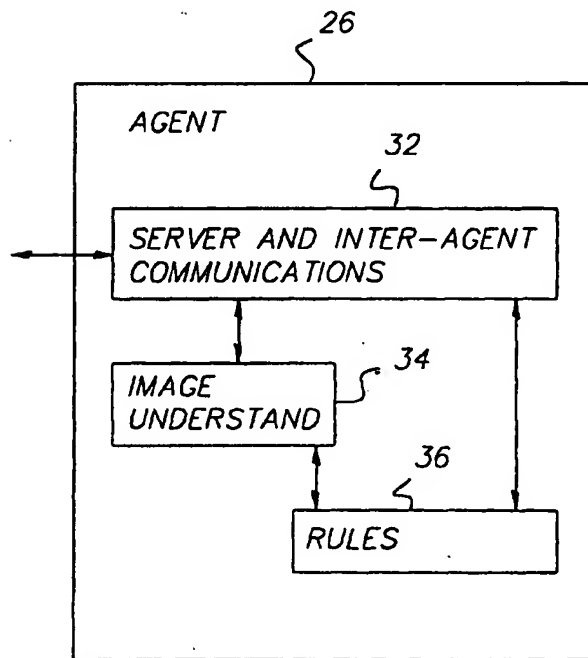 26
AGENT
32
SERVER AND INTER-AGENT
COMMUNICATIONS
34
IMAGE
UNDERSTAND
36
RULES